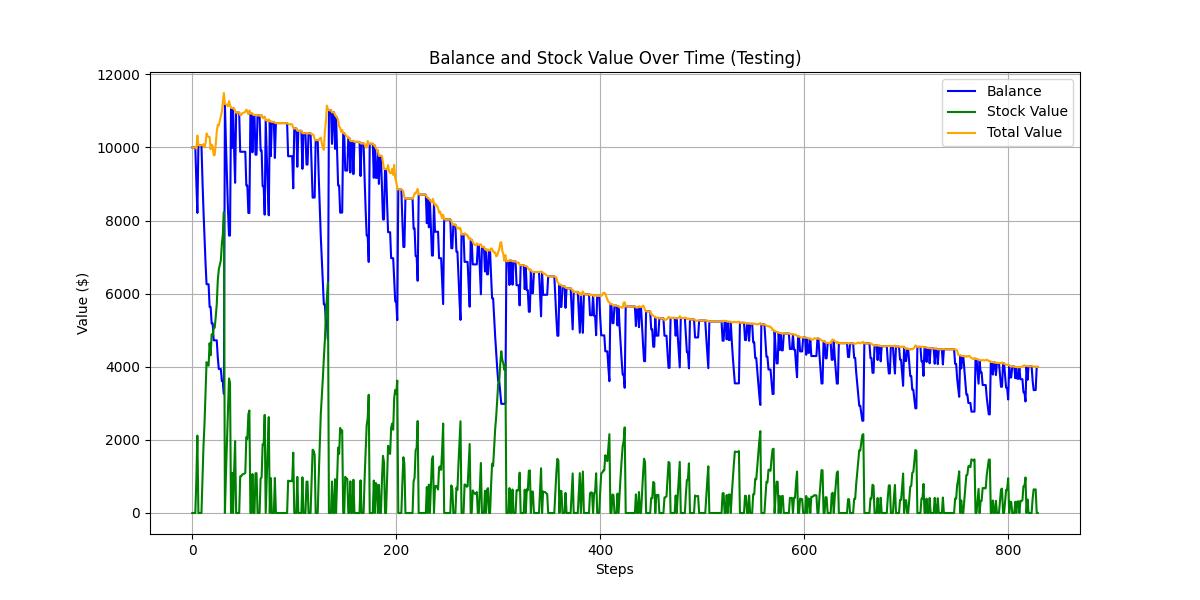 Balance and Stock Value Over Time (Testing)
Balance
Stock Value
Total Value
Value ($)
12000
10000
8000
6000
4000
2000
0
0 200 400 600 800
Steps